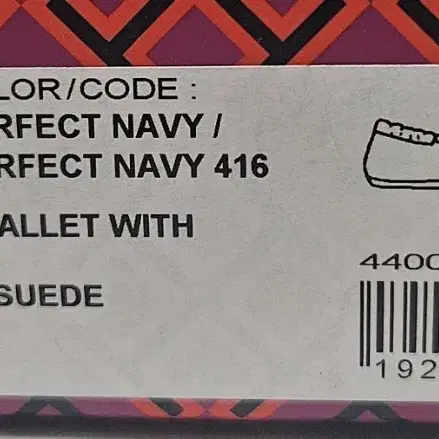 LOR/CODE :
RFECT NAVY /
RFECT NAVY 416
ALLET WITH
SUEDE
4400
192